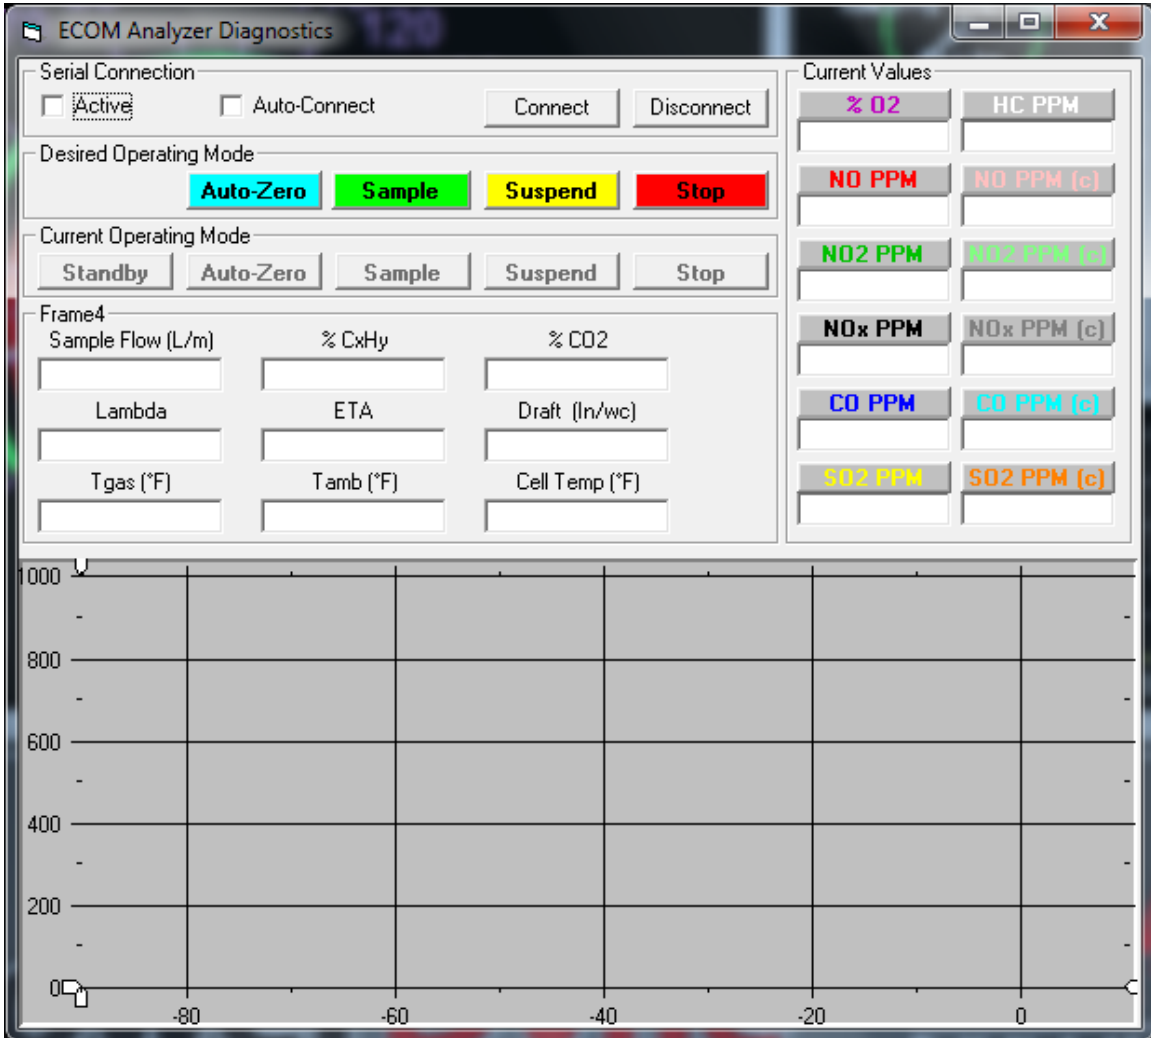 120
ECOM Analyzer Diagnostics
Serial Connection
Active Auto-Connect Connect Disconnect
Desired Operating Mode
Auto-Zero Sample Suspend Stop
Current Operating Mode
Standby Auto-Zero Sample Suspend Stop
Frame4
Sample Flow (L/m) % CxHy % CO2
Lambda ETA Draft (In/wc)
Tgas (°F) Tamb (°F) Cell Temp (°F)
Current Values
% O2 HC PPM
NO PPM NO PPM (c)
NO2 PPM NO2 PPM (c)
NOx PPM NOx PPM (c)
CO PPM CO PPM (c)
SO2 PPM SO2 PPM (c)
1000
800
600
400
200
0
-80 -60 -40 -20 0